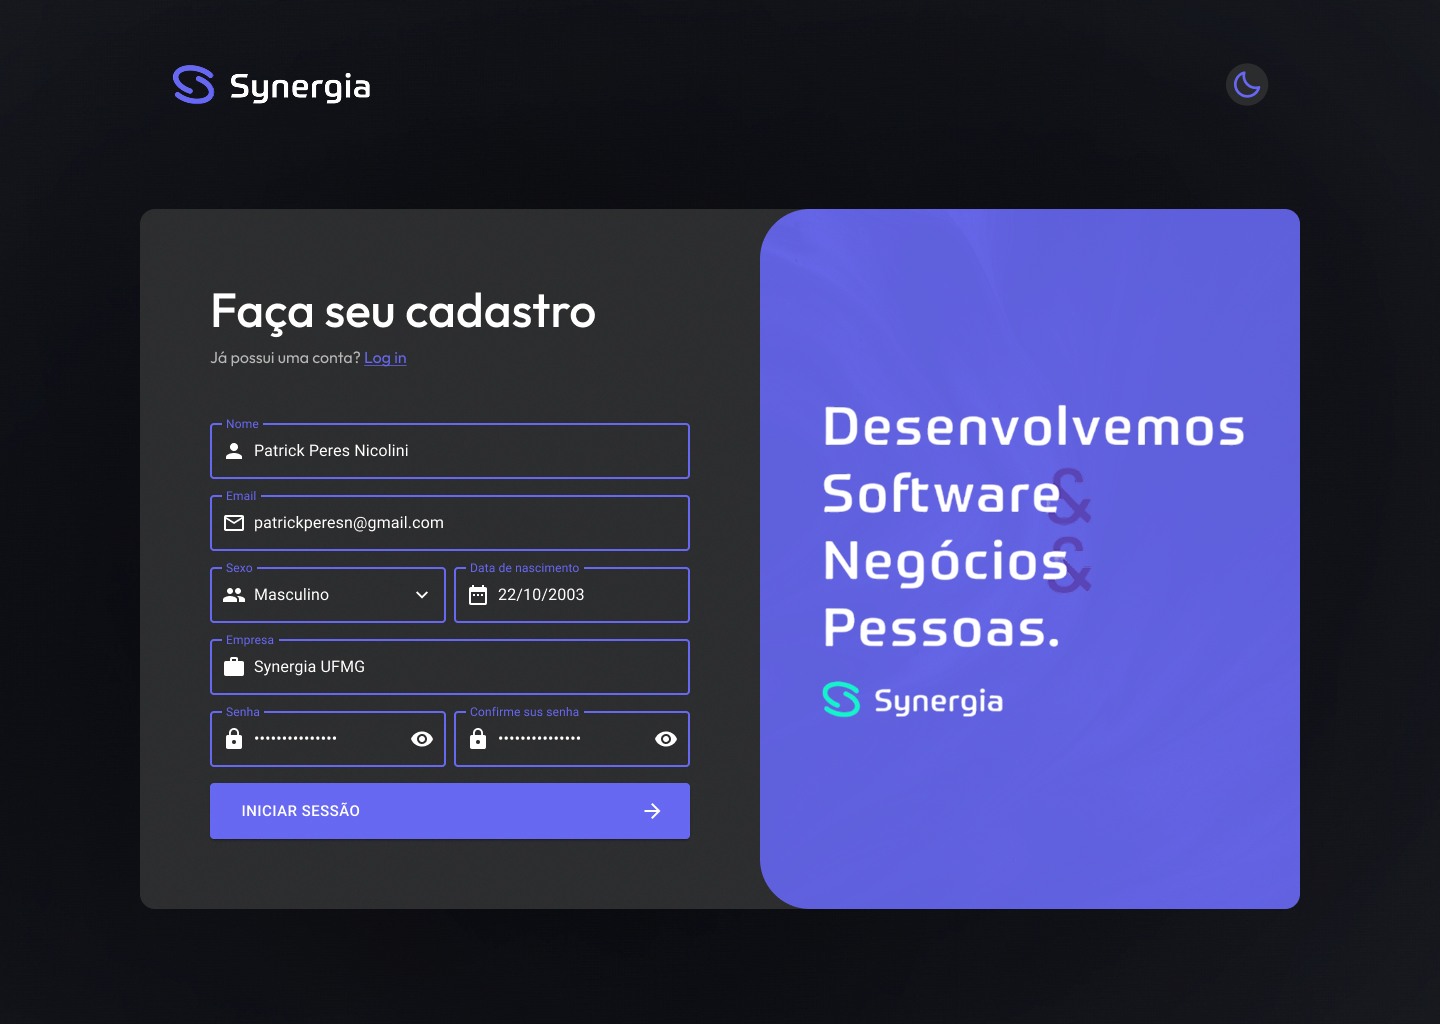 Synergia
Faça seu cadastro
Já possui uma conta? Log in
Nome
Patrick Peres Nicolini
Email
patrickperesn@gmail.com
Sexo
Masculino
Data de nascimento
22/10/2003
Empresa
Synergia UFMG
Senha
•••••••••••••••
Confirme sus senha
•••••••••••••••
INICIAR SESSÃO
Desenvolvemos
Software &
Negócios &
Pessoas.
Synergia